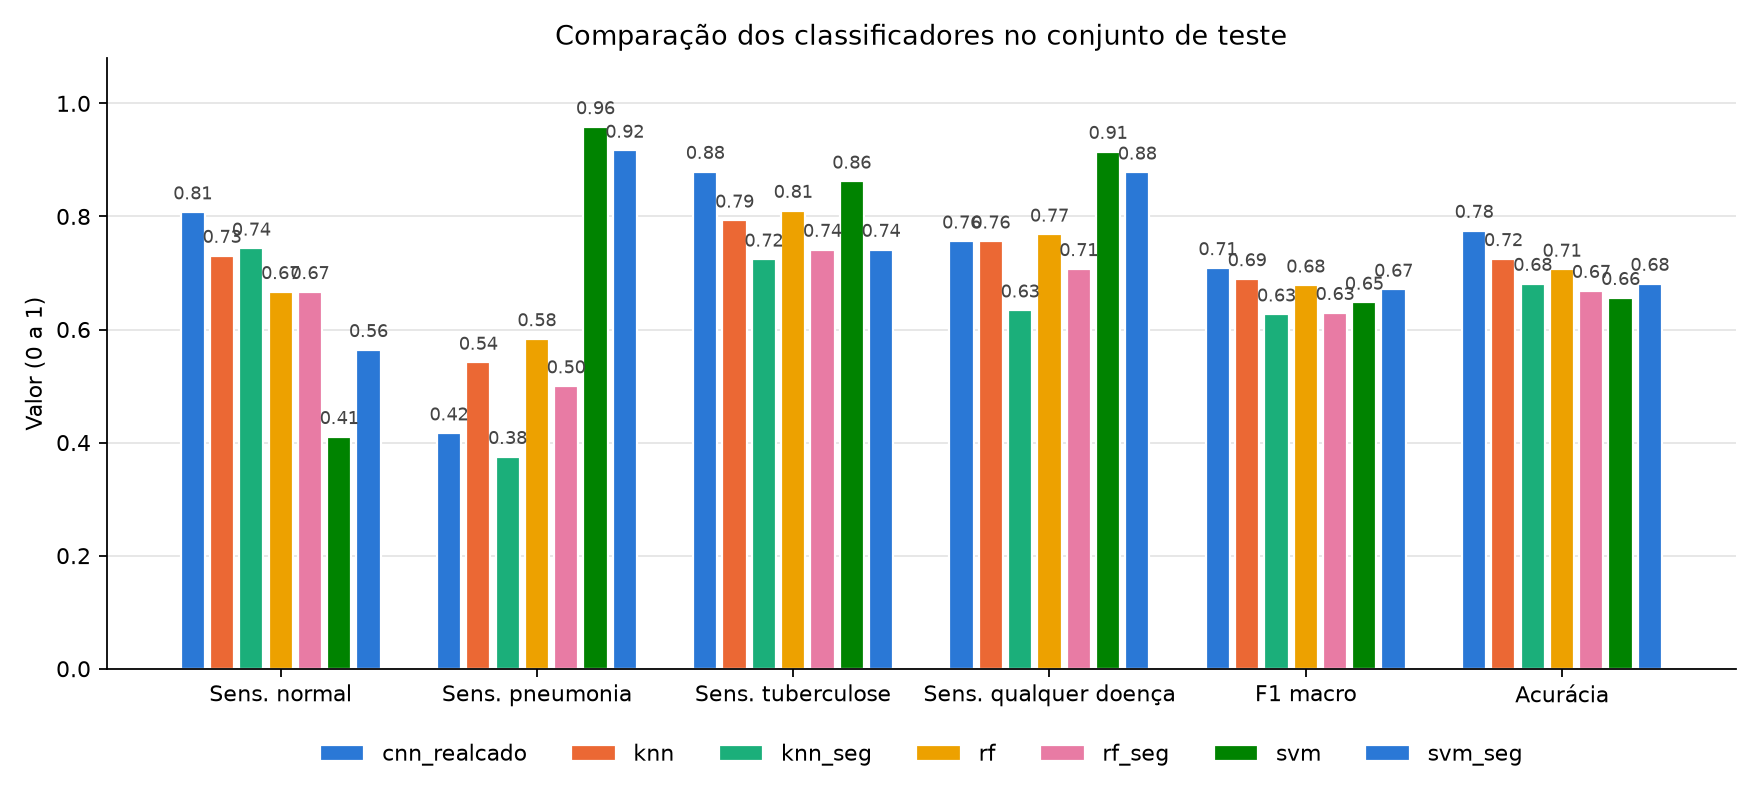 Comparação dos classificadores no conjunto de teste
Valor (0 a 1)
1.0
0.8
0.6
0.4
0.2
0.0
0.81 0.73 0.74 0.67 0.67 0.41 0.56
0.42 0.54 0.38 0.58 0.50 0.96 0.92
0.88 0.79 0.72 0.81 0.74 0.86 0.74
0.76 0.76 0.63 0.77 0.71 0.91 0.88
0.71 0.69 0.63 0.68 0.63 0.65 0.67
0.78 0.72 0.68 0.71 0.67 0.66 0.68
Sens. normal Sens. pneumonia Sens. tuberculose Sens. qualquer doença F1 macro Acurácia
cnn_realcado knn knn_seg rf rf_seg svm svm_seg